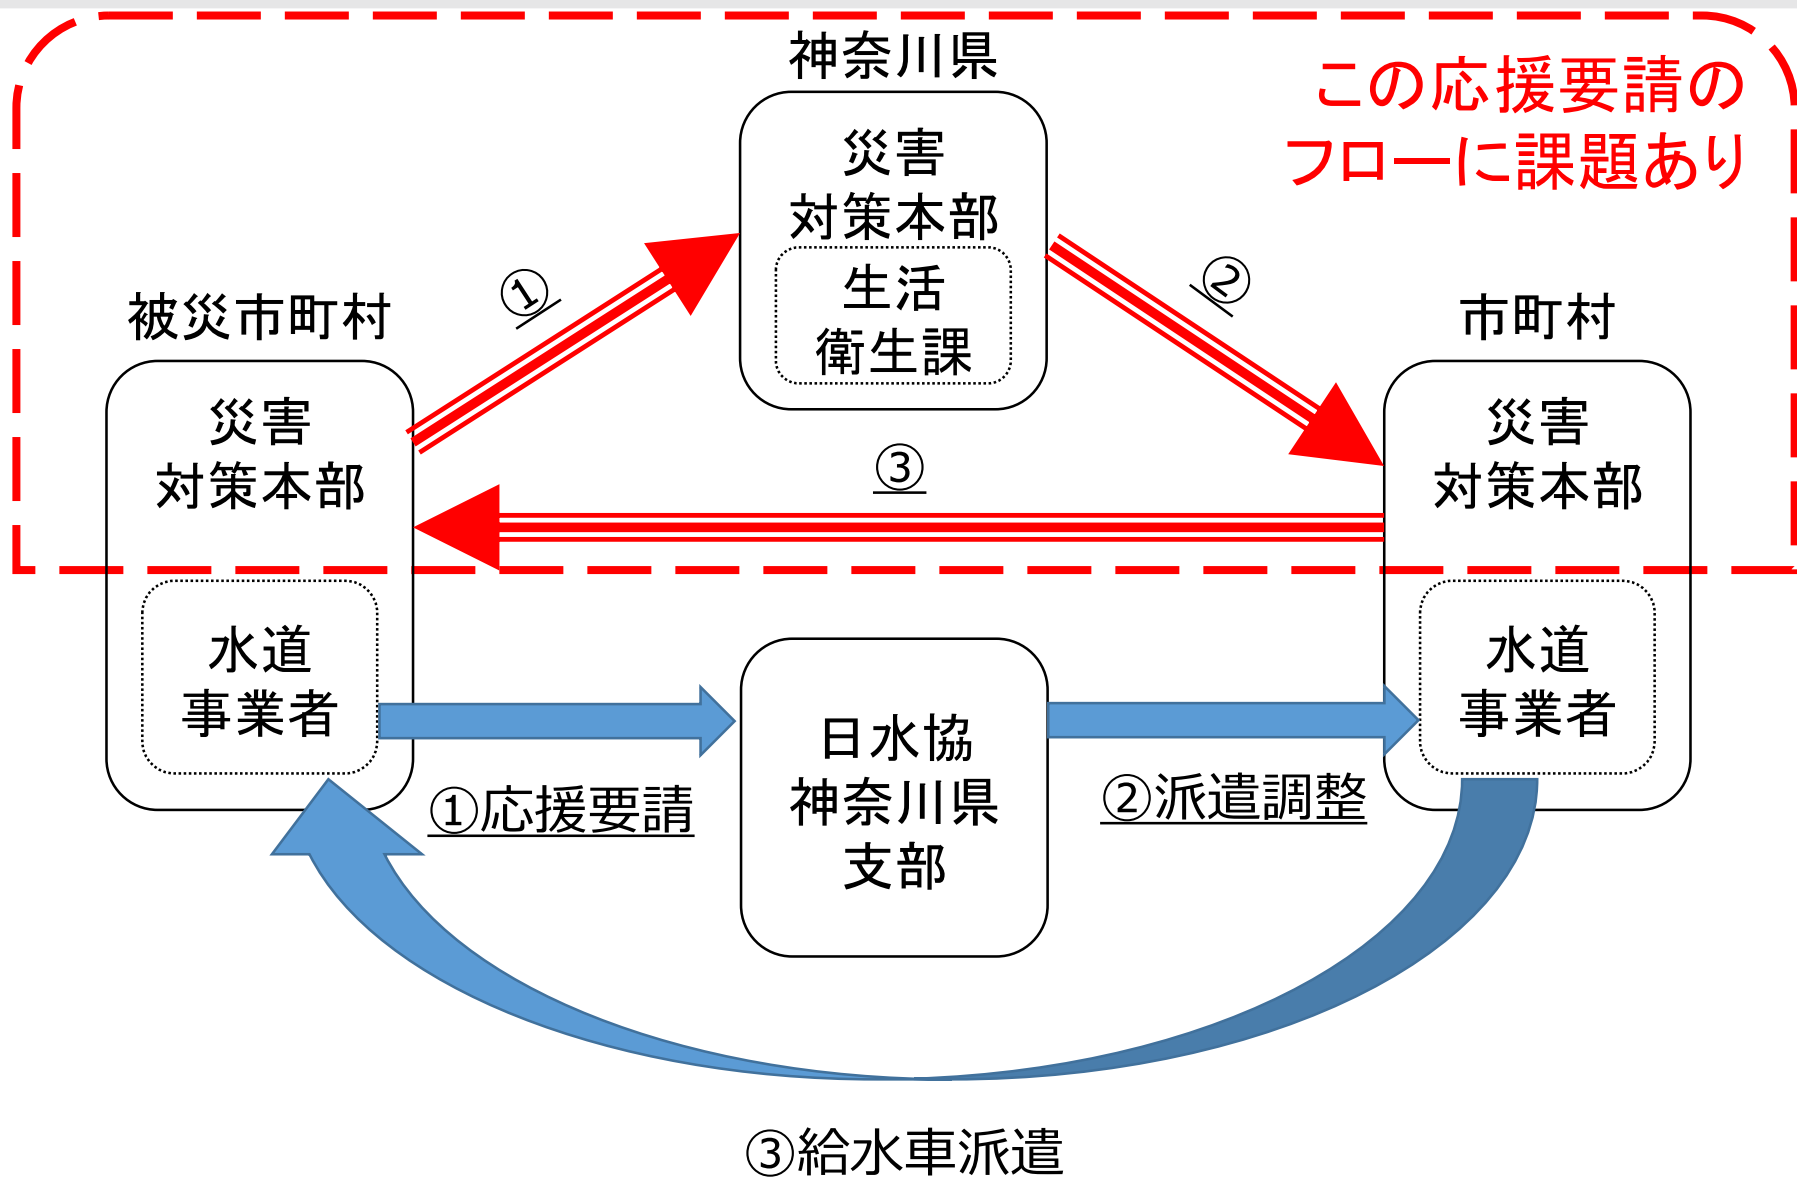 神奈川県
この応援要請の
フローに課題あり
災害
対策本部
生活
衛生課
①
②
被災市町村
災害
対策本部
市町村
災害
対策本部
③
水道
事業者
日水協
神奈川県
支部
水道
事業者
①応援要請
②派遣調整
③給水車派遣